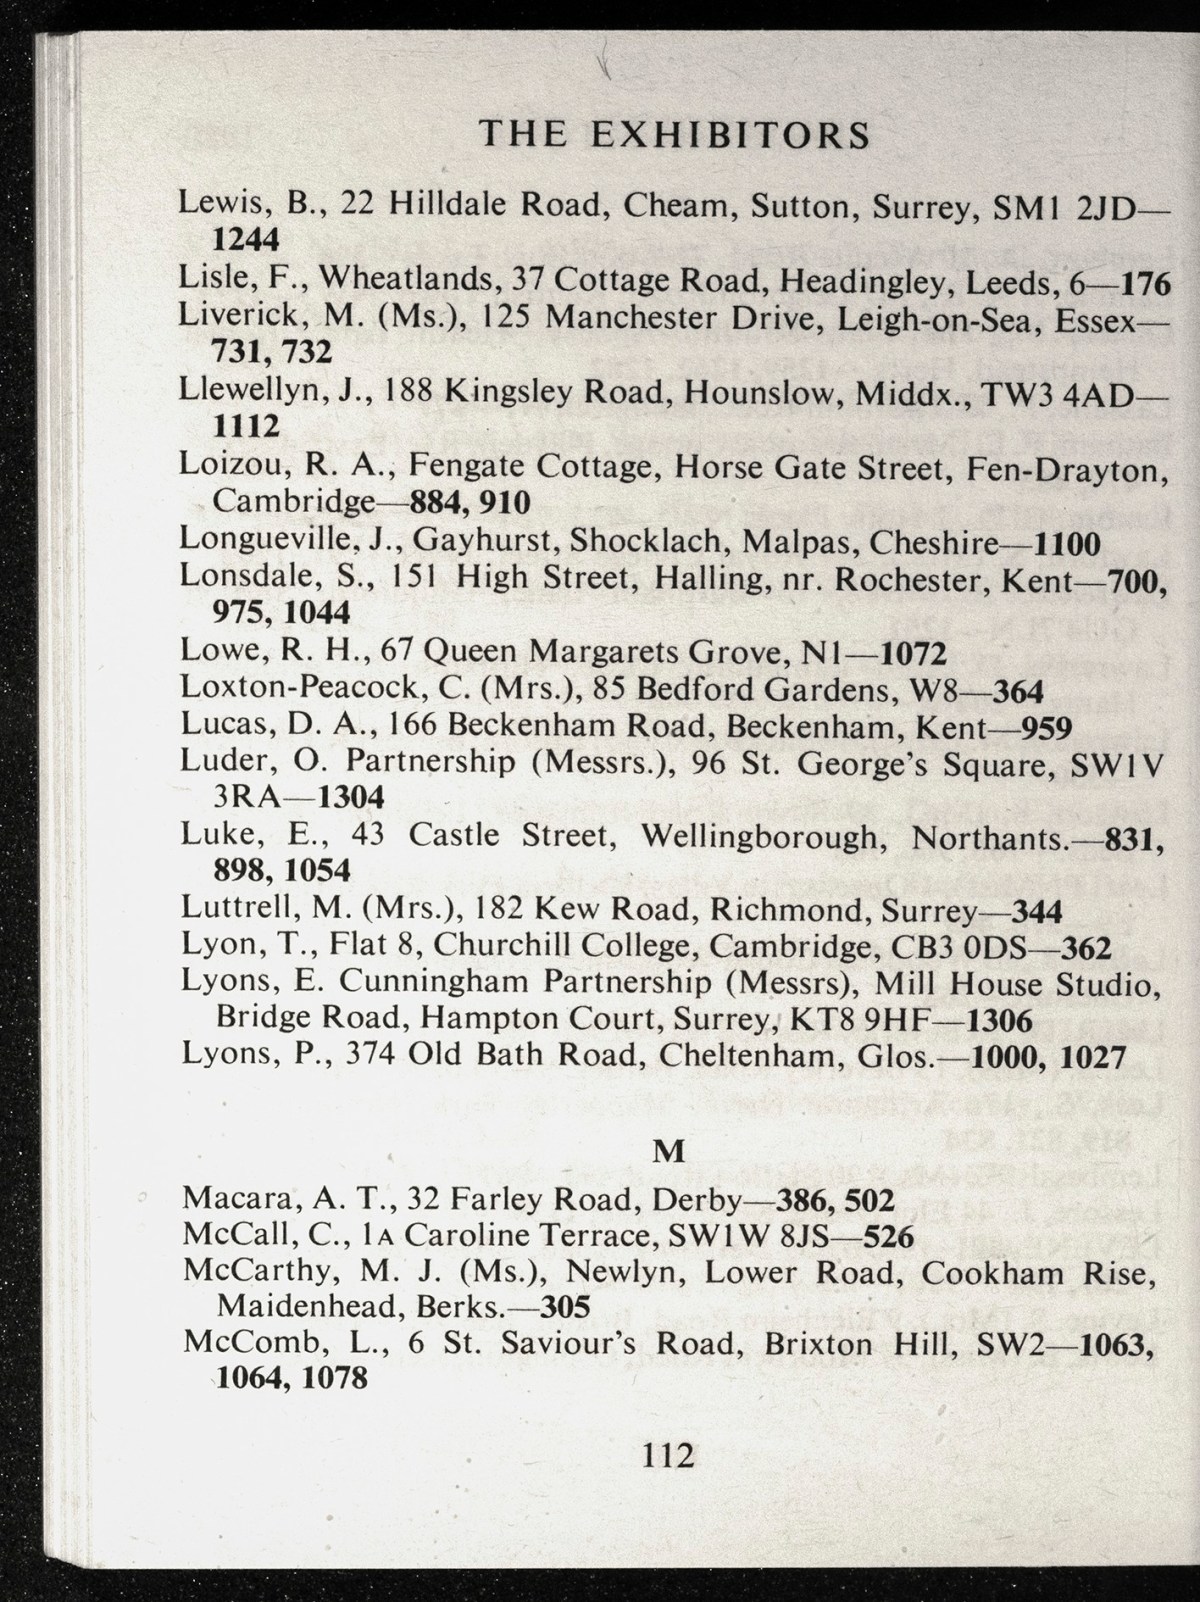 THE EXHIBITORS
Lewis, B., 22 Hilldale Road, Cheam, Sutton, Surrey, SM1 2JD—
1244
Lisle, F., Wheatlands, 37 Cottage Road, Headingley, Leeds, 6—176
Liverick, M. (Ms.), 125 Manchester Drive, Leigh-on-Sea, Essex—
731, 732
Llewellyn, J., 188 Kingsley Road, Hounslow, Middx., TW3 4AD—
1112
Loizou, R. A., Fengate Cottage, Horse Gate Street, Fen-Drayton,
Cambridge—884, 910
Longueville, J., Gayhurst, Shocklach, Malpas, Cheshire—1100
Lonsdale, S., 151 High Street, Halling, nr. Rochester, Kent—700,
975, 1044
Lowe, R. H., 67 Queen Margarets Grove, N1—1072
Loxton-Peacock, C. (Mrs.), 85 Bedford Gardens, W8—364
Lucas, D. A., 166 Beckenham Road, Beckenham, Kent—959
Luder, O. Partnership (Messrs.), 96 St. George's Square, SW1V
3RA—1304
Luke, E., 43 Castle Street, Wellingborough, Northants.—831,
898, 1054
Luttrell, M. (Mrs.), 182 Kew Road, Richmond, Surrey—344
Lyon, T., Flat 8, Churchill College, Cambridge, CB3 0DS—362
Lyons, E. Cunningham Partnership (Messrs), Mill House Studio,
Bridge Road, Hampton Court, Surrey, KT8 9HF—1306
Lyons, P., 374 Old Bath Road, Cheltenham, Glos.—1000, 1027
M
Macara, A. T., 32 Farley Road, Derby—386, 502
McCall, C., 1A Caroline Terrace, SW1W 8JS—526
McCarthy, M. J. (Ms.), Newlyn, Lower Road, Cookham Rise,
Maidenhead, Berks.—305
McComb, L., 6 St. Saviour's Road, Brixton Hill, SW2—1063,
1064, 1078
112